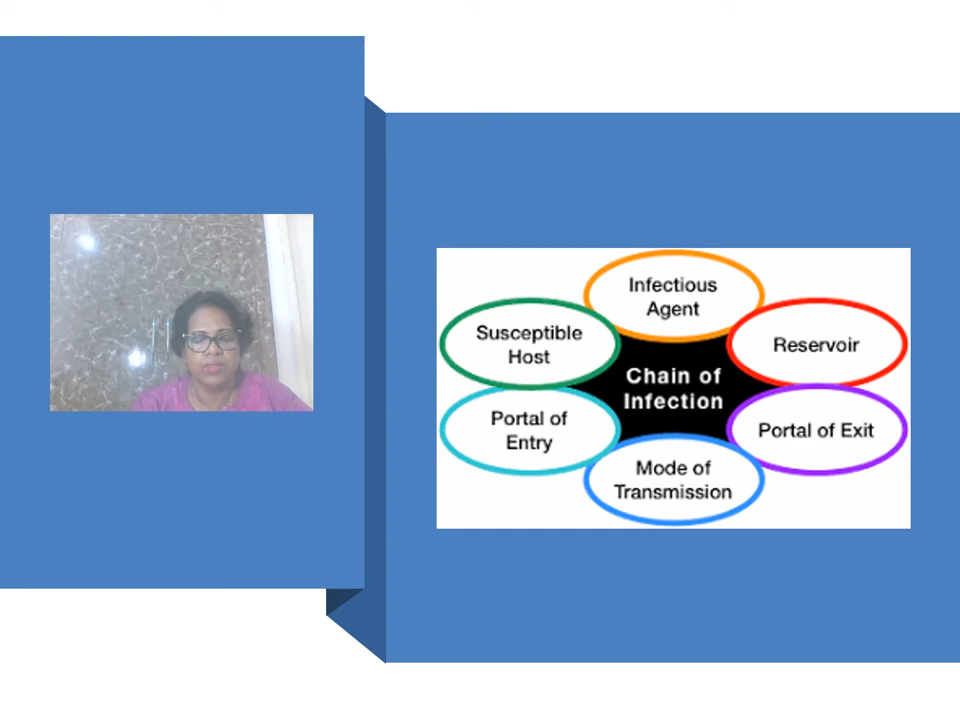 Infectious
Agent
Susceptible
Host
Reservoir
Chain of
Infection
Portal of
Entry
Portal of Exit
Mode of
Transmission